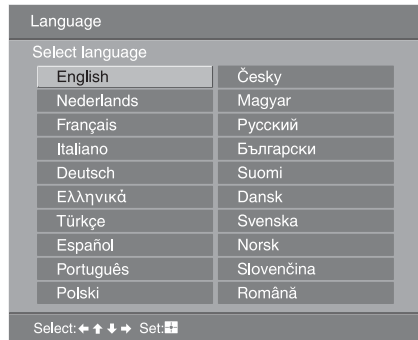 Language
Select language
English
Nederlands
Français
Italiano
Deutsch
Ελληνικά
Türkçe
Español
Português
Polski
Česky
Magyar
Русский
Български
Suomi
Dansk
Svenska
Norsk
Slovenčina
Română
Select:←↑↓→ Set: